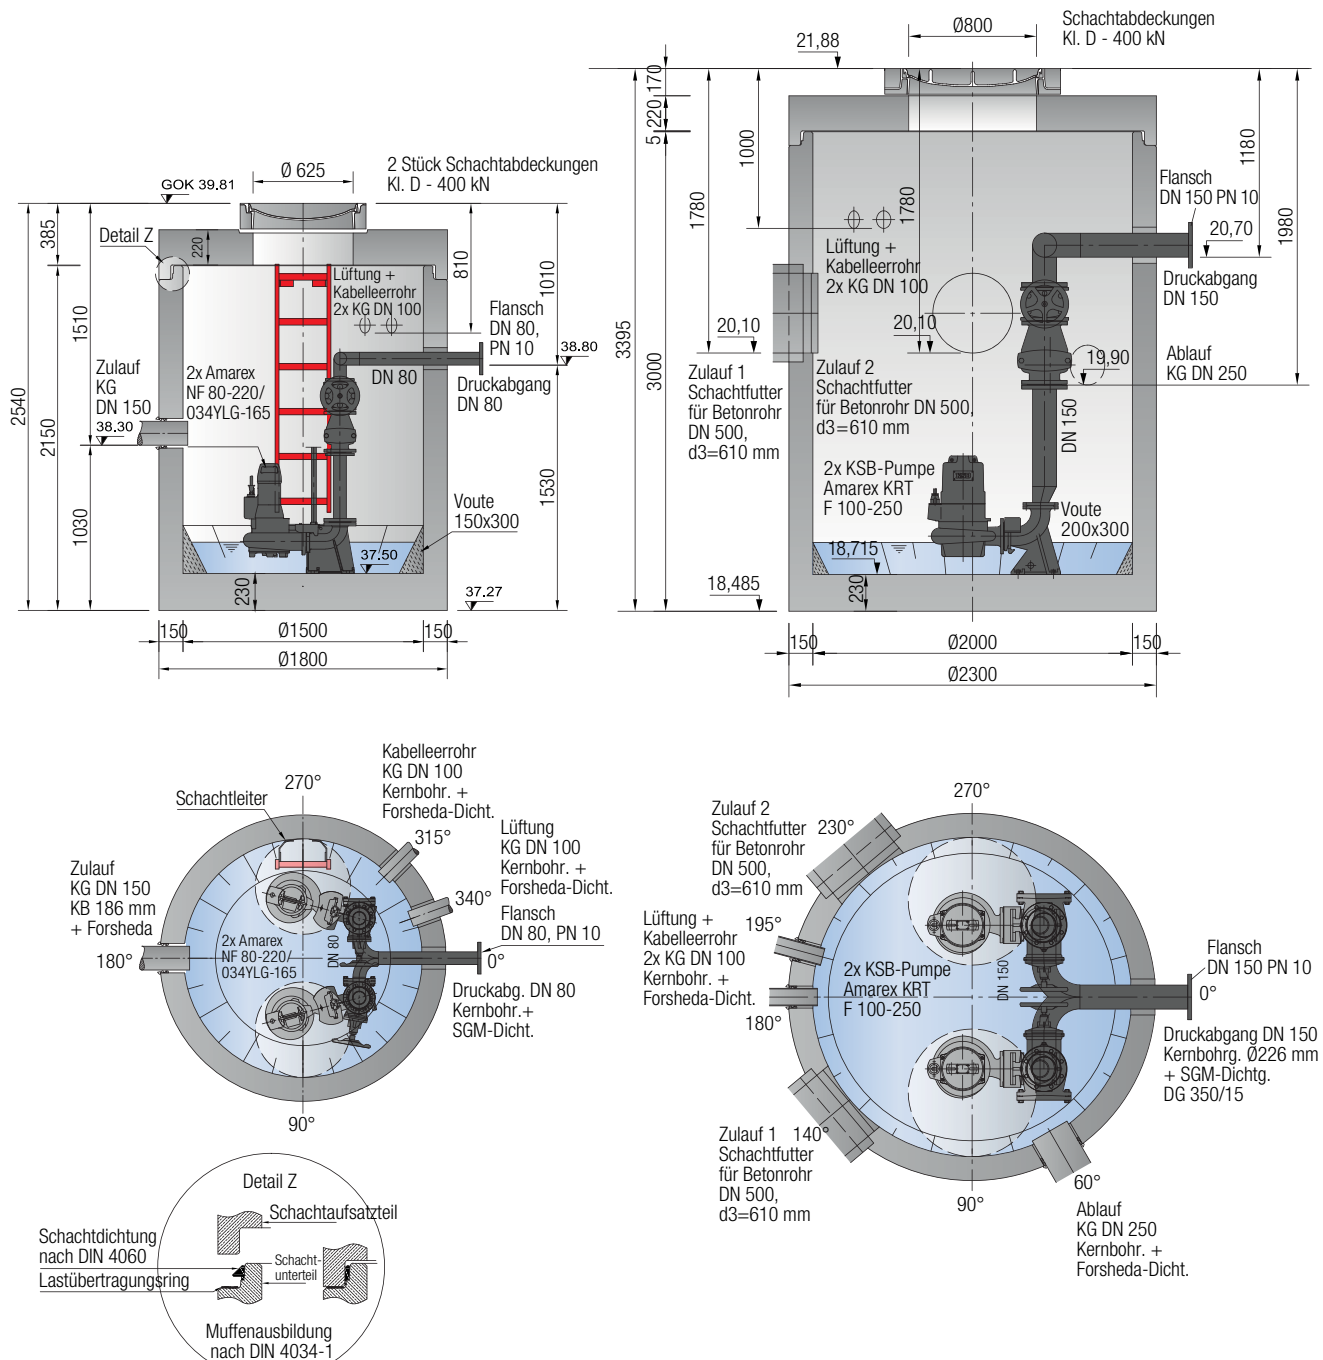 Ø800
Schachtabdeckungen
Kl. D - 400 kN
21,88
170
220
5
1000
1780
1780
1180
1980
3395
3000
Flansch
DN 150 PN 10
20,70
Druckabgang
DN 150
Lüftung +
Kabelleerrohr
2x KG DN 100
20,10
20,10
19,90
Ablauf
KG DN 250
Zulauf 1
Schachtfutter
für Betonrohr
DN 500,
d3=610 mm
Zulauf 2
Schachtfutter
für Betonrohr DN 500,
d3=610 mm
DN 150
2x KSB-Pumpe
Amarex KRT
F 100-250
Voute
200x300
18,715
18,485
230
150
Ø2000
150
Ø2300
Ø 625
2 Stück Schachtabdeckungen
Kl. D - 400 kN
GOK 39.81
385
Detail Z
220
810
1010
1510
Lüftung +
Kabelleerrohr
2x KG DN 100
Flansch
DN 80,
PN 10
38.80
Zulauf
KG
DN 150
38.30
2x Amarex
NF 80-220/
034YLG-165
DN 80
Druckabgang
DN 80
2540
2150
1030
1530
Voute
150x300
37.50
230
37.27
150
Ø1500
150
Ø1800
Kabelleerrohr
KG DN 100
Kernbohr. +
Forsheda-Dicht.
270°
Schachtleiter
315°
Lüftung
KG DN 100
Kernbohr. +
Forsheda-Dicht.
340°
Flansch
DN 80, PN 10
Zulauf
KG DN 150
KB 186 mm
+ Forsheda
180°
2x Amarex
NF 80-220/
034YLG-165
DN 80
0°
Druckabg. DN 80
Kernbohr.+
SGM-Dicht.
90°
270°
Zulauf 2
Schachtfutter
für Betonrohr
DN 500,
d3=610 mm
230°
Lüftung +
Kabelleerrohr
2x KG DN 100
Kernbohr. +
Forsheda-Dicht.
195°
180°
2x KSB-Pumpe
Amarex KRT
F 100-250
DN 150
Flansch
DN 150 PN 10
0°
Druckabgang DN 150
Kernbohrg. Ø226 mm
+ SGM-Dichtg.
DG 350/15
Zulauf 1
140°
Schachtfutter
für Betonrohr
DN 500,
d3=610 mm
90°
60°
Ablauf
KG DN 250
Kernbohr. +
Forsheda-Dicht.
Detail Z
Schachtaufsatzteil
Schachtdichtung
nach DIN 4060
Lastübertragungsring
Schacht-
unterteil
Muffenausbildung
nach DIN 4034-1